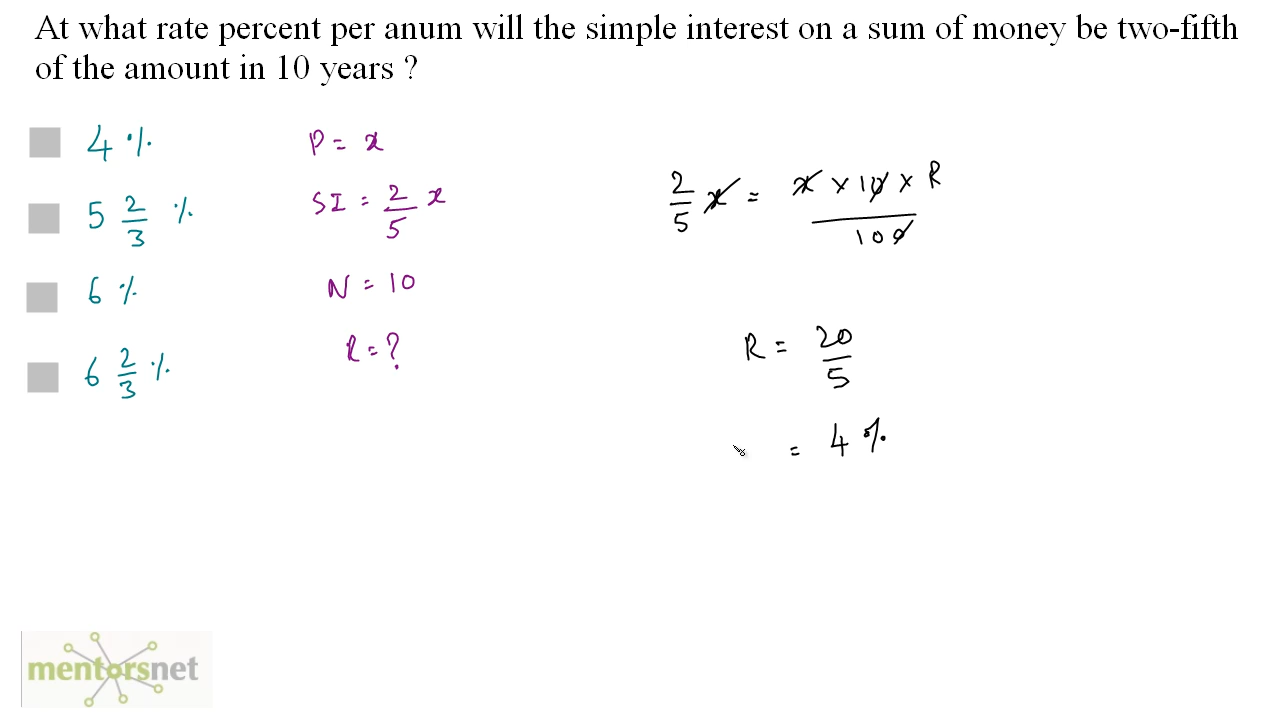 At what rate percent per anum will the simple interest on a sum of money be two-fifth
of the amount in 10 years ?
4 %
5 2/3 %
6 %
6 2/3 %
P = x
SI = 2/5 x
N = 10
R = ?
2/5 x = x × 10 × R / 100
R = 20/5
= 4 %
mentorsnet